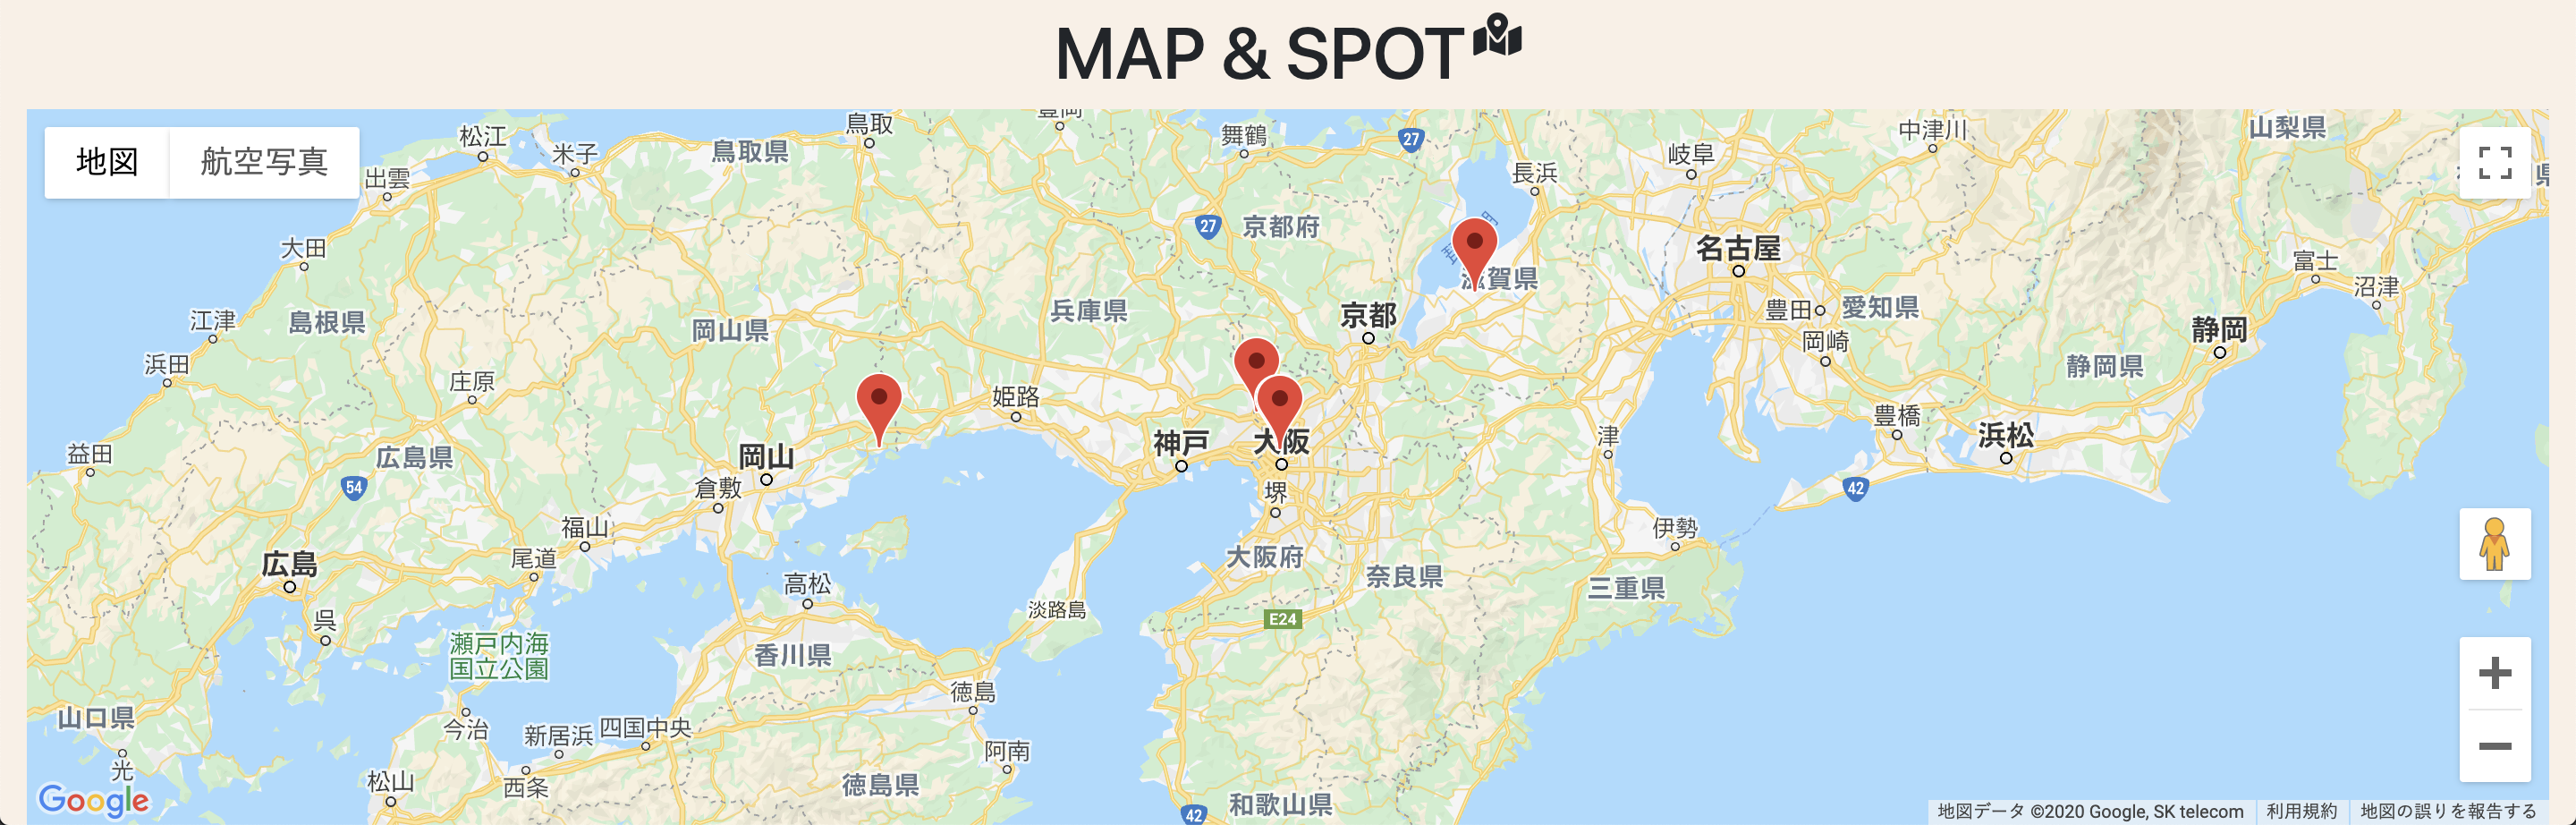 MAP & SPOT
地図
航空写真
松江
米子
鳥取県
鳥取
豊岡
舞鶴
27
長浜
岐阜
中津川
山梨県
出雲
27
京都府
大田
滋賀県
名古屋
富士
沼津
江津
島根県
岡山県
兵庫県
京都
豊田
愛知県
岡崎
静岡
浜田
庄原
姫路
静岡県
豊橋
益田
広島県
岡山
神戸
大阪
津
浜松
54
倉敷
堺
42
福山
伊勢
広島
尾道
大阪府
奈良県
三重県
高松
淡路島
E24
呉
瀬戸内海
国立公園
香川県
徳島
山口県
今治
新居浜
四国中央
阿南
光
松山
西条
徳島県
和歌山県
42
Google
地図データ ©2020 Google, SK telecom
利用規約
地図の誤りを報告する